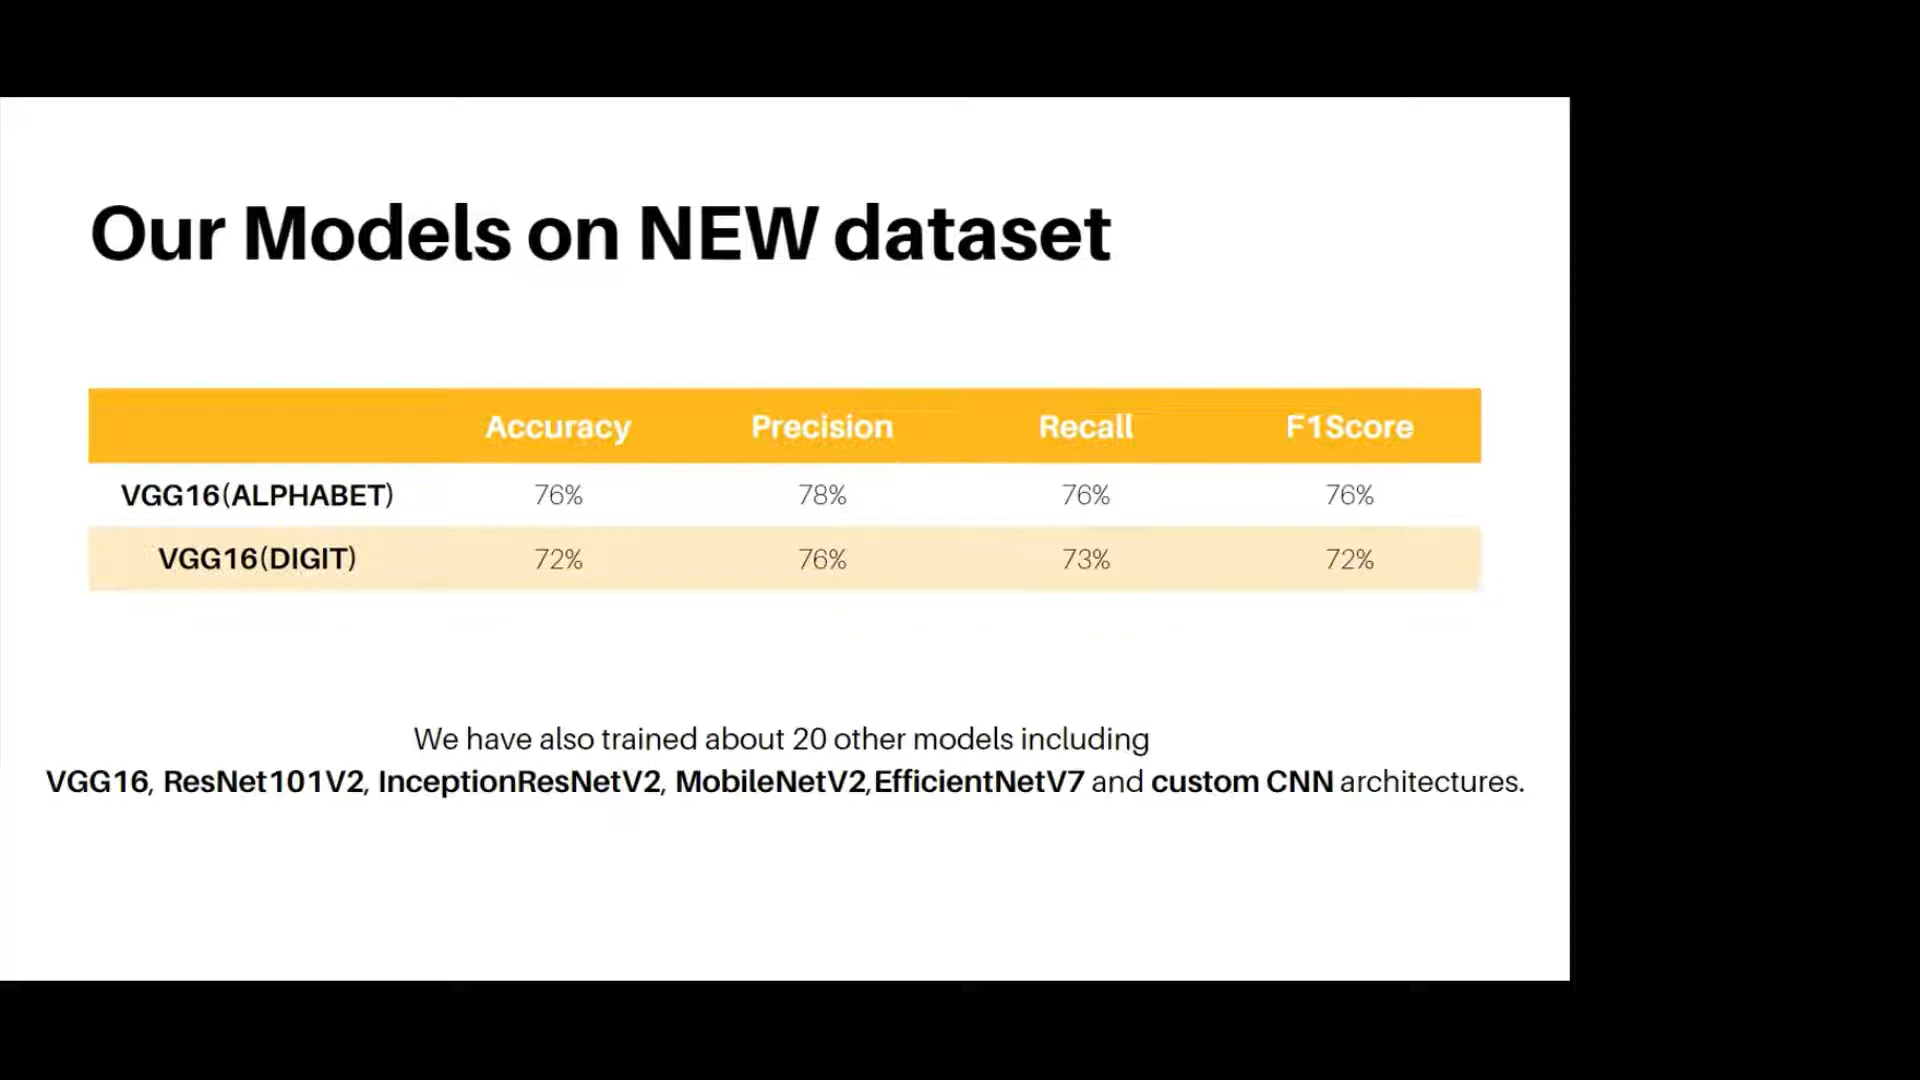 Our Models on NEW dataset
Accuracy Precision Recall F1Score
VGG16(ALPHABET) 76% 78% 76% 76%
VGG16(DIGIT) 72% 76% 73% 72%
We have also trained about 20 other models including
VGG16, ResNet101V2, InceptionResNetV2, MobileNetV2,EfficientNetV7 and custom CNN architectures.